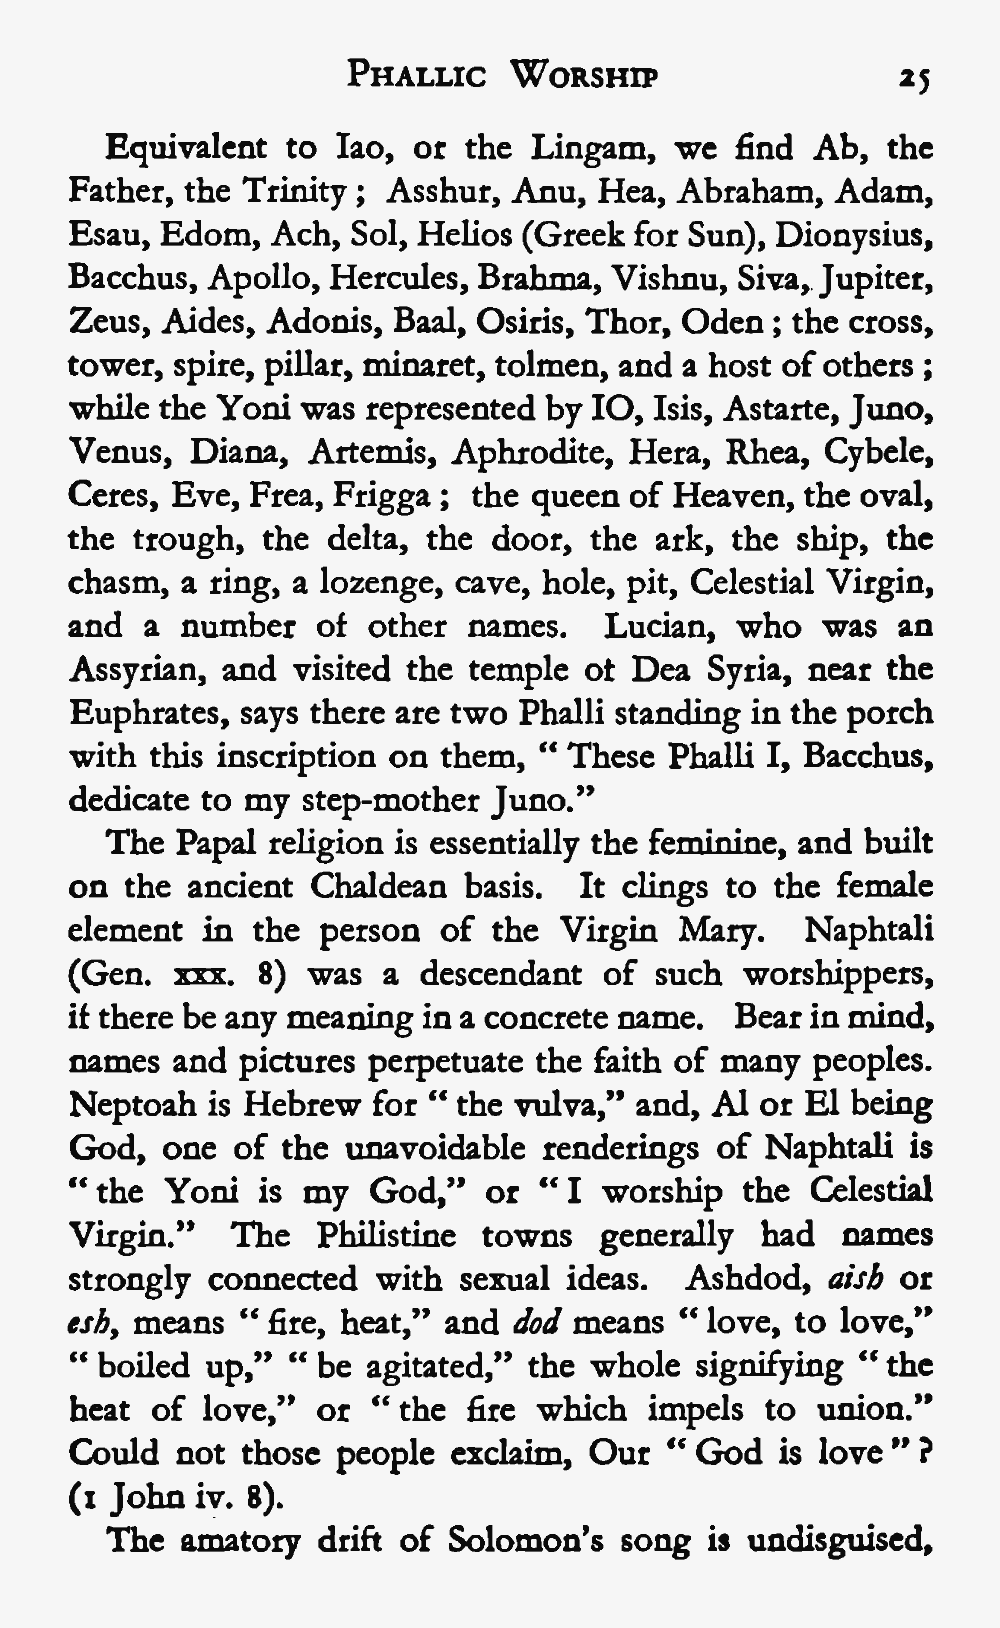 PHALLIC WORSHIP 25
Equivalent to Iao, or the Lingam, we find Ab, the
Father, the Trinity ; Asshur, Anu, Hea, Abraham, Adam,
Esau, Edom, Ach, Sol, Helios (Greek for Sun), Dionysius,
Bacchus, Apollo, Hercules, Brahma, Vishnu, Siva, Jupiter,
Zeus, Aides, Adonis, Baal, Osiris, Thor, Oden ; the cross,
tower, spire, pillar, minaret, tolmen, and a host of others ;
while the Yoni was represented by IO, Isis, Astarte, Juno,
Venus, Diana, Artemis, Aphrodite, Hera, Rhea, Cybele,
Ceres, Eve, Frea, Frigga ; the queen of Heaven, the oval,
the trough, the delta, the door, the ark, the ship, the
chasm, a ring, a lozenge, cave, hole, pit, Celestial Virgin,
and a number of other names. Lucian, who was an
Assyrian, and visited the temple of Dea Syria, near the
Euphrates, says there are two Phalli standing in the porch
with this inscription on them, “ These Phalli I, Bacchus,
dedicate to my step-mother Juno.”
The Papal religion is essentially the feminine, and built
on the ancient Chaldean basis. It clings to the female
element in the person of the Virgin Mary. Naphtali
(Gen. xxx. 8) was a descendant of such worshippers,
if there be any meaning in a concrete name. Bear in mind,
names and pictures perpetuate the faith of many peoples.
Neptoah is Hebrew for “ the vulva,” and, Al or El being
God, one of the unavoidable renderings of Naphtali is
“ the Yoni is my God,” or “ I worship the Celestial
Virgin.” The Philistine towns generally had names
strongly connected with sexual ideas. Ashdod, aish or
esh, means “ fire, heat,” and dod means “ love, to love,”
“ boiled up,” “ be agitated,” the whole signifying “ the
heat of love,” or “ the fire which impels to union.”
Could not those people exclaim, Our “ God is love ” ?
(1 John iv. 8).
The amatory drift of Solomon’s song is undisguised,